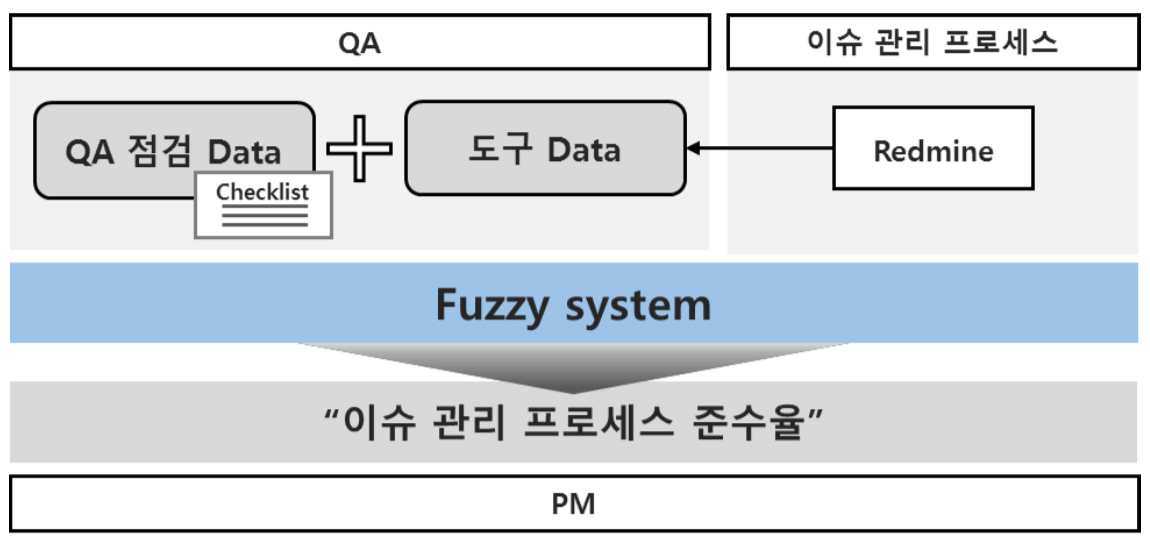 QA
이슈 관리 프로세스
QA 점검 Data
Checklist
도구 Data
Redmine
Fuzzy system
“이슈 관리 프로세스 준수율”
PM